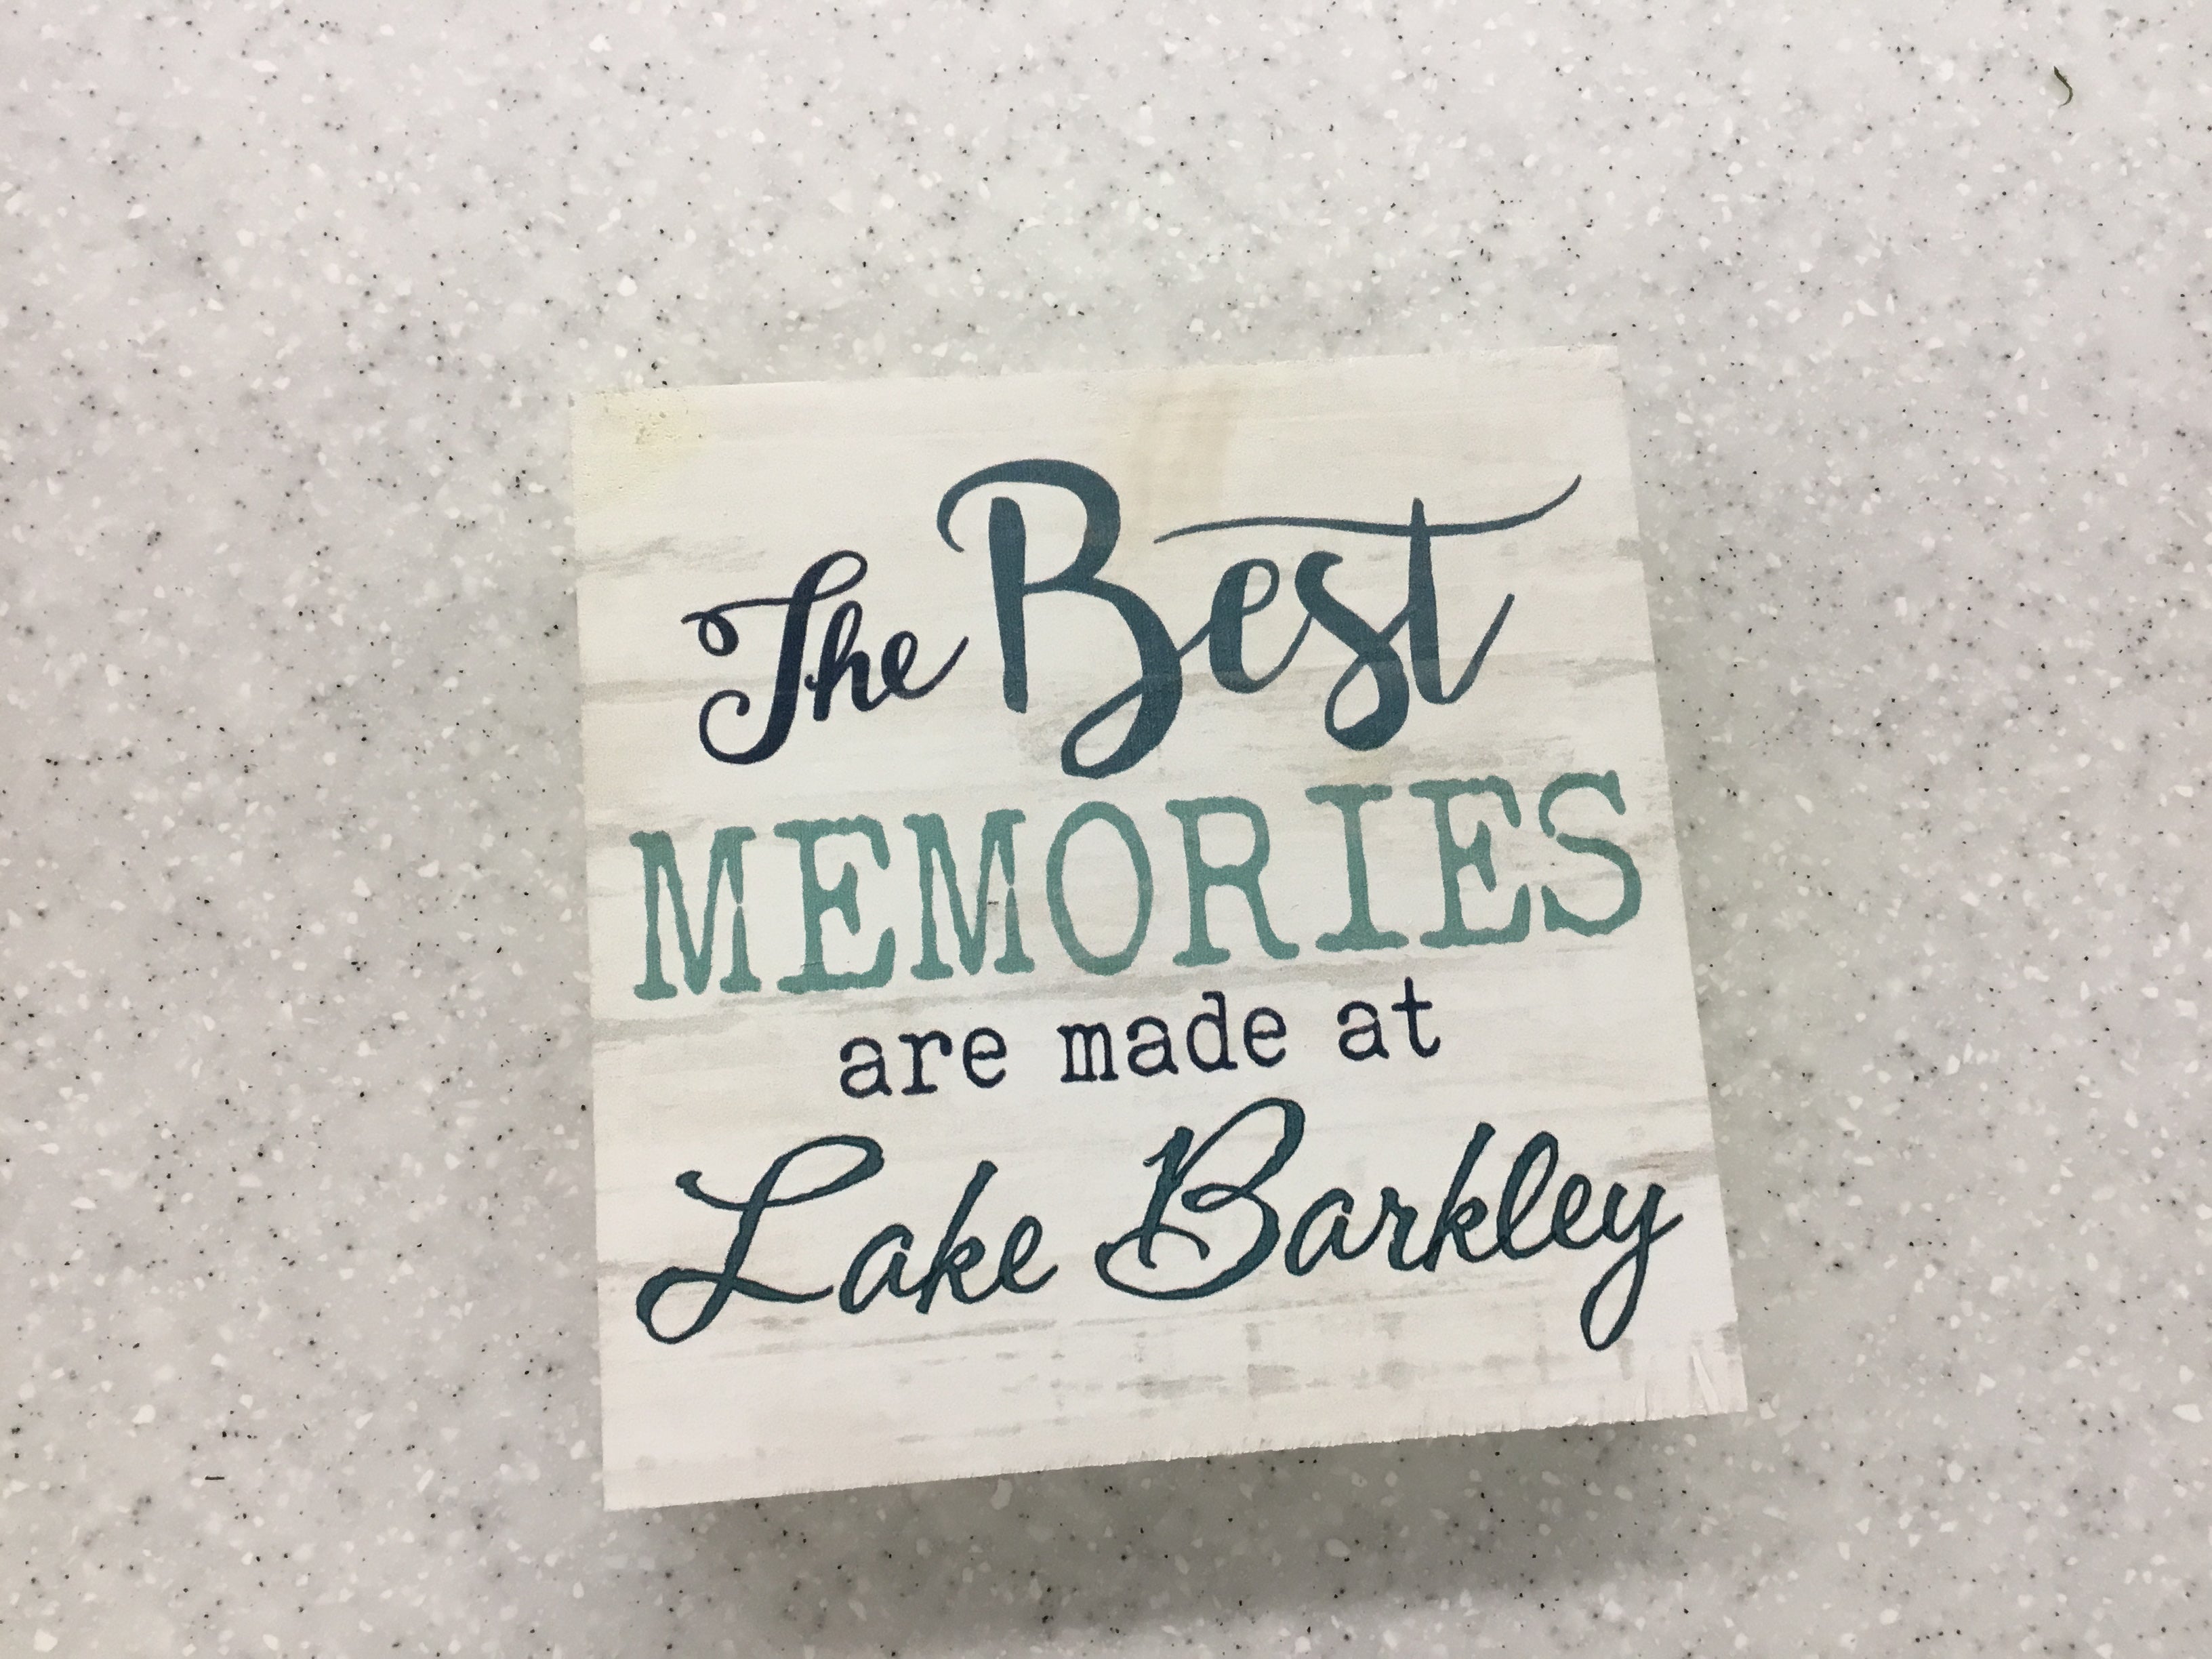 The Best
MEMORIES
are made at
Lake Barkley